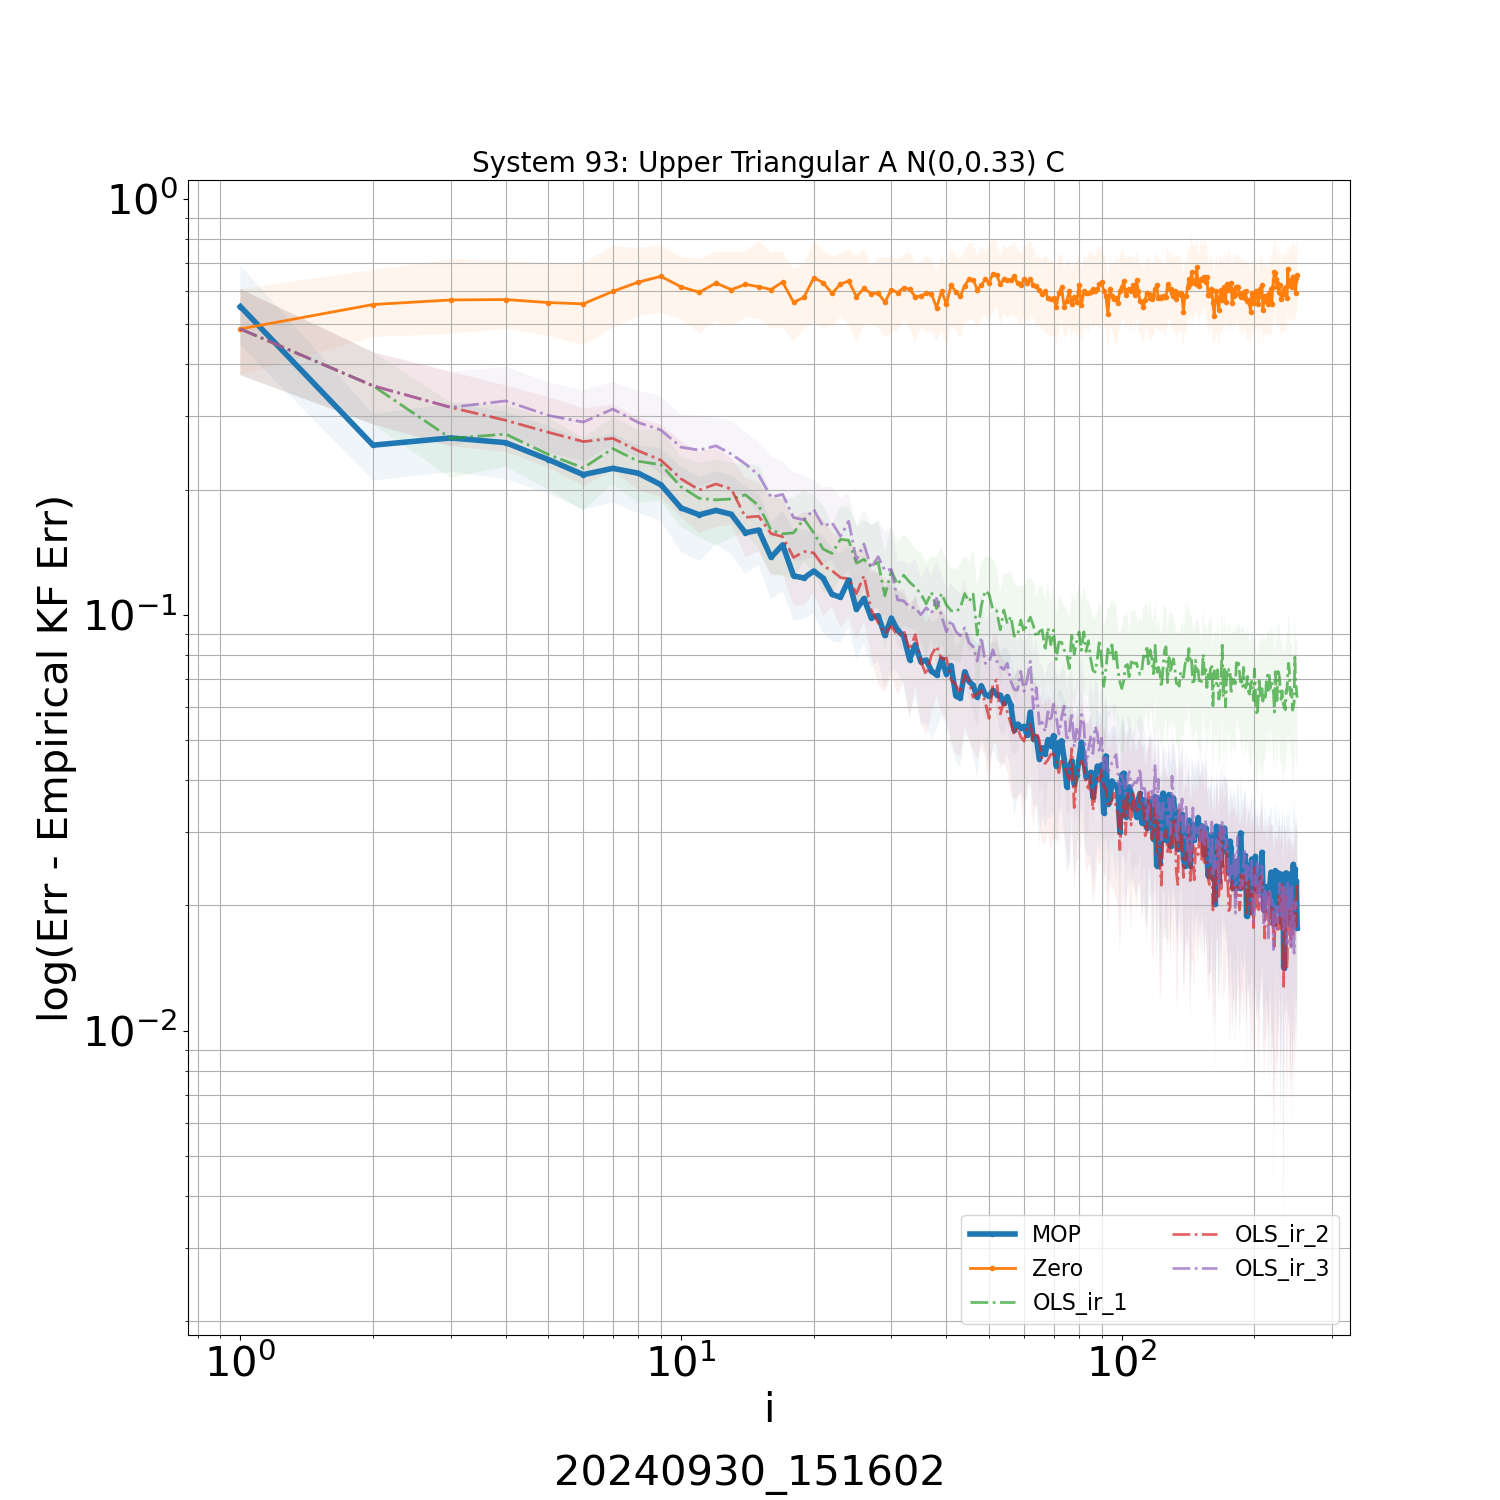 System 93: Upper Triangular A N(0,0.33) C
log(Err - Empirical KF Err)
10^0
10^-1
10^-2
MOP
Zero
OLS_ir_1
OLS_ir_2
OLS_ir_3
10^0
10^1
10^2
i
20240930_151602